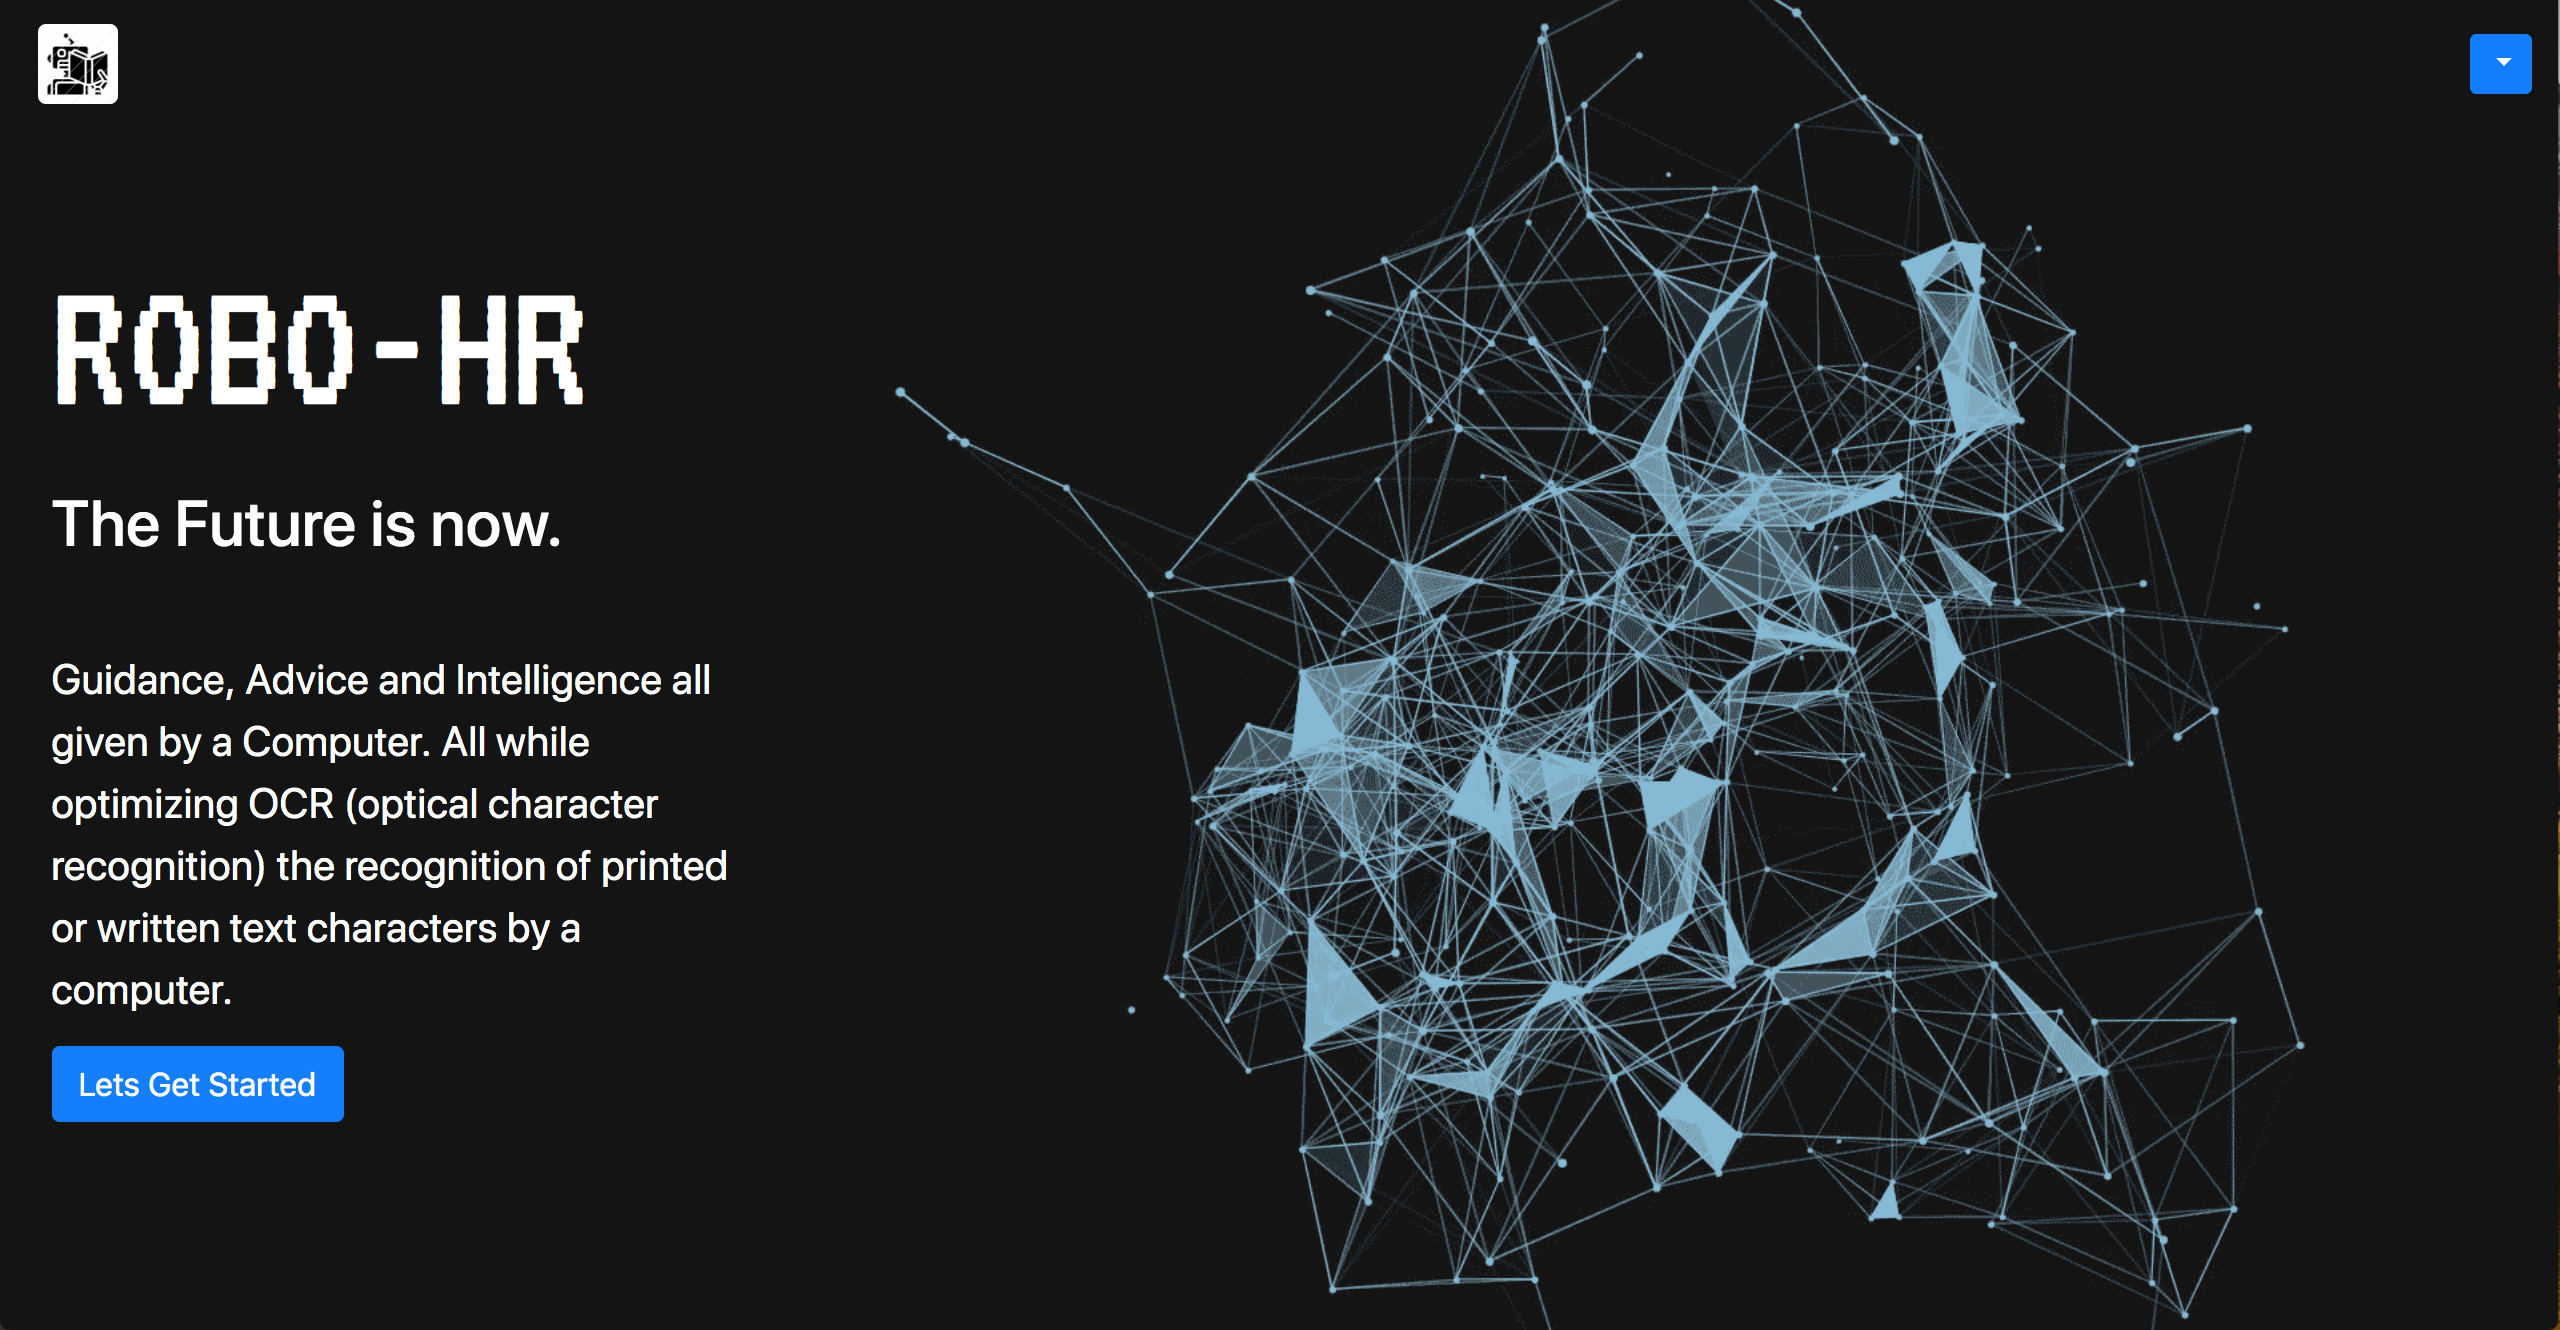 ROBO-HR
The Future is now.
Guidance, Advice and Intelligence all
given by a Computer. All while
optimizing OCR (optical character
recognition) the recognition of printed
or written text characters by a
computer.
Lets Get Started